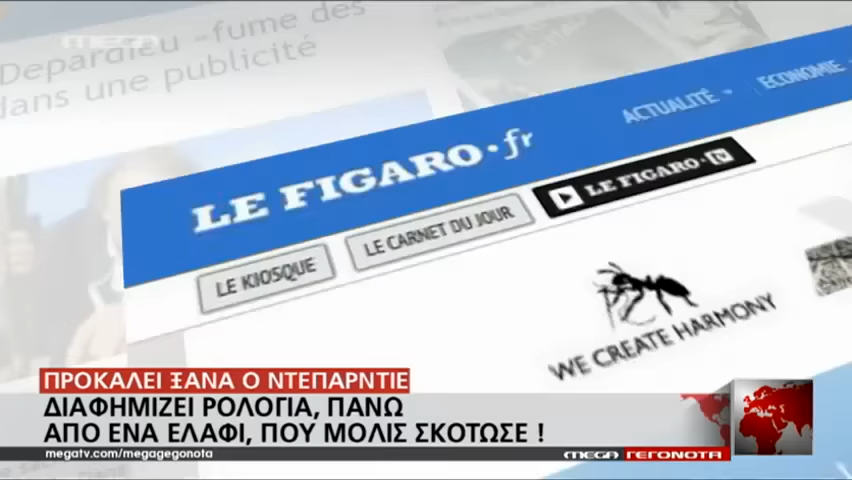 MEGA
Depardieu «fume des
dans une publicité
ACTUALITÉ
ECONOMIE
LE FIGARO·fr
LE FIGARO·tv
LE KIOSQUE
LE CARNET DU JOUR
WE CREATE HARMONY
ΠΡΟΚΑΛΕΙ ΞΑΝΑ Ο ΝΤΕΠΑΡΝΤΙΕ
ΔΙΑΦΗΜΙΖΕΙ ΡΟΛΟΓΙΑ, ΠΑΝΩ
ΑΠΟ ΕΝΑ ΕΛΑΦΙ, ΠΟΥ ΜΟΛΙΣ ΣΚΟΤΩΣΕ !
megatv.com/megagegonota
MEGA ΓΕΓΟΝΟΤΑ